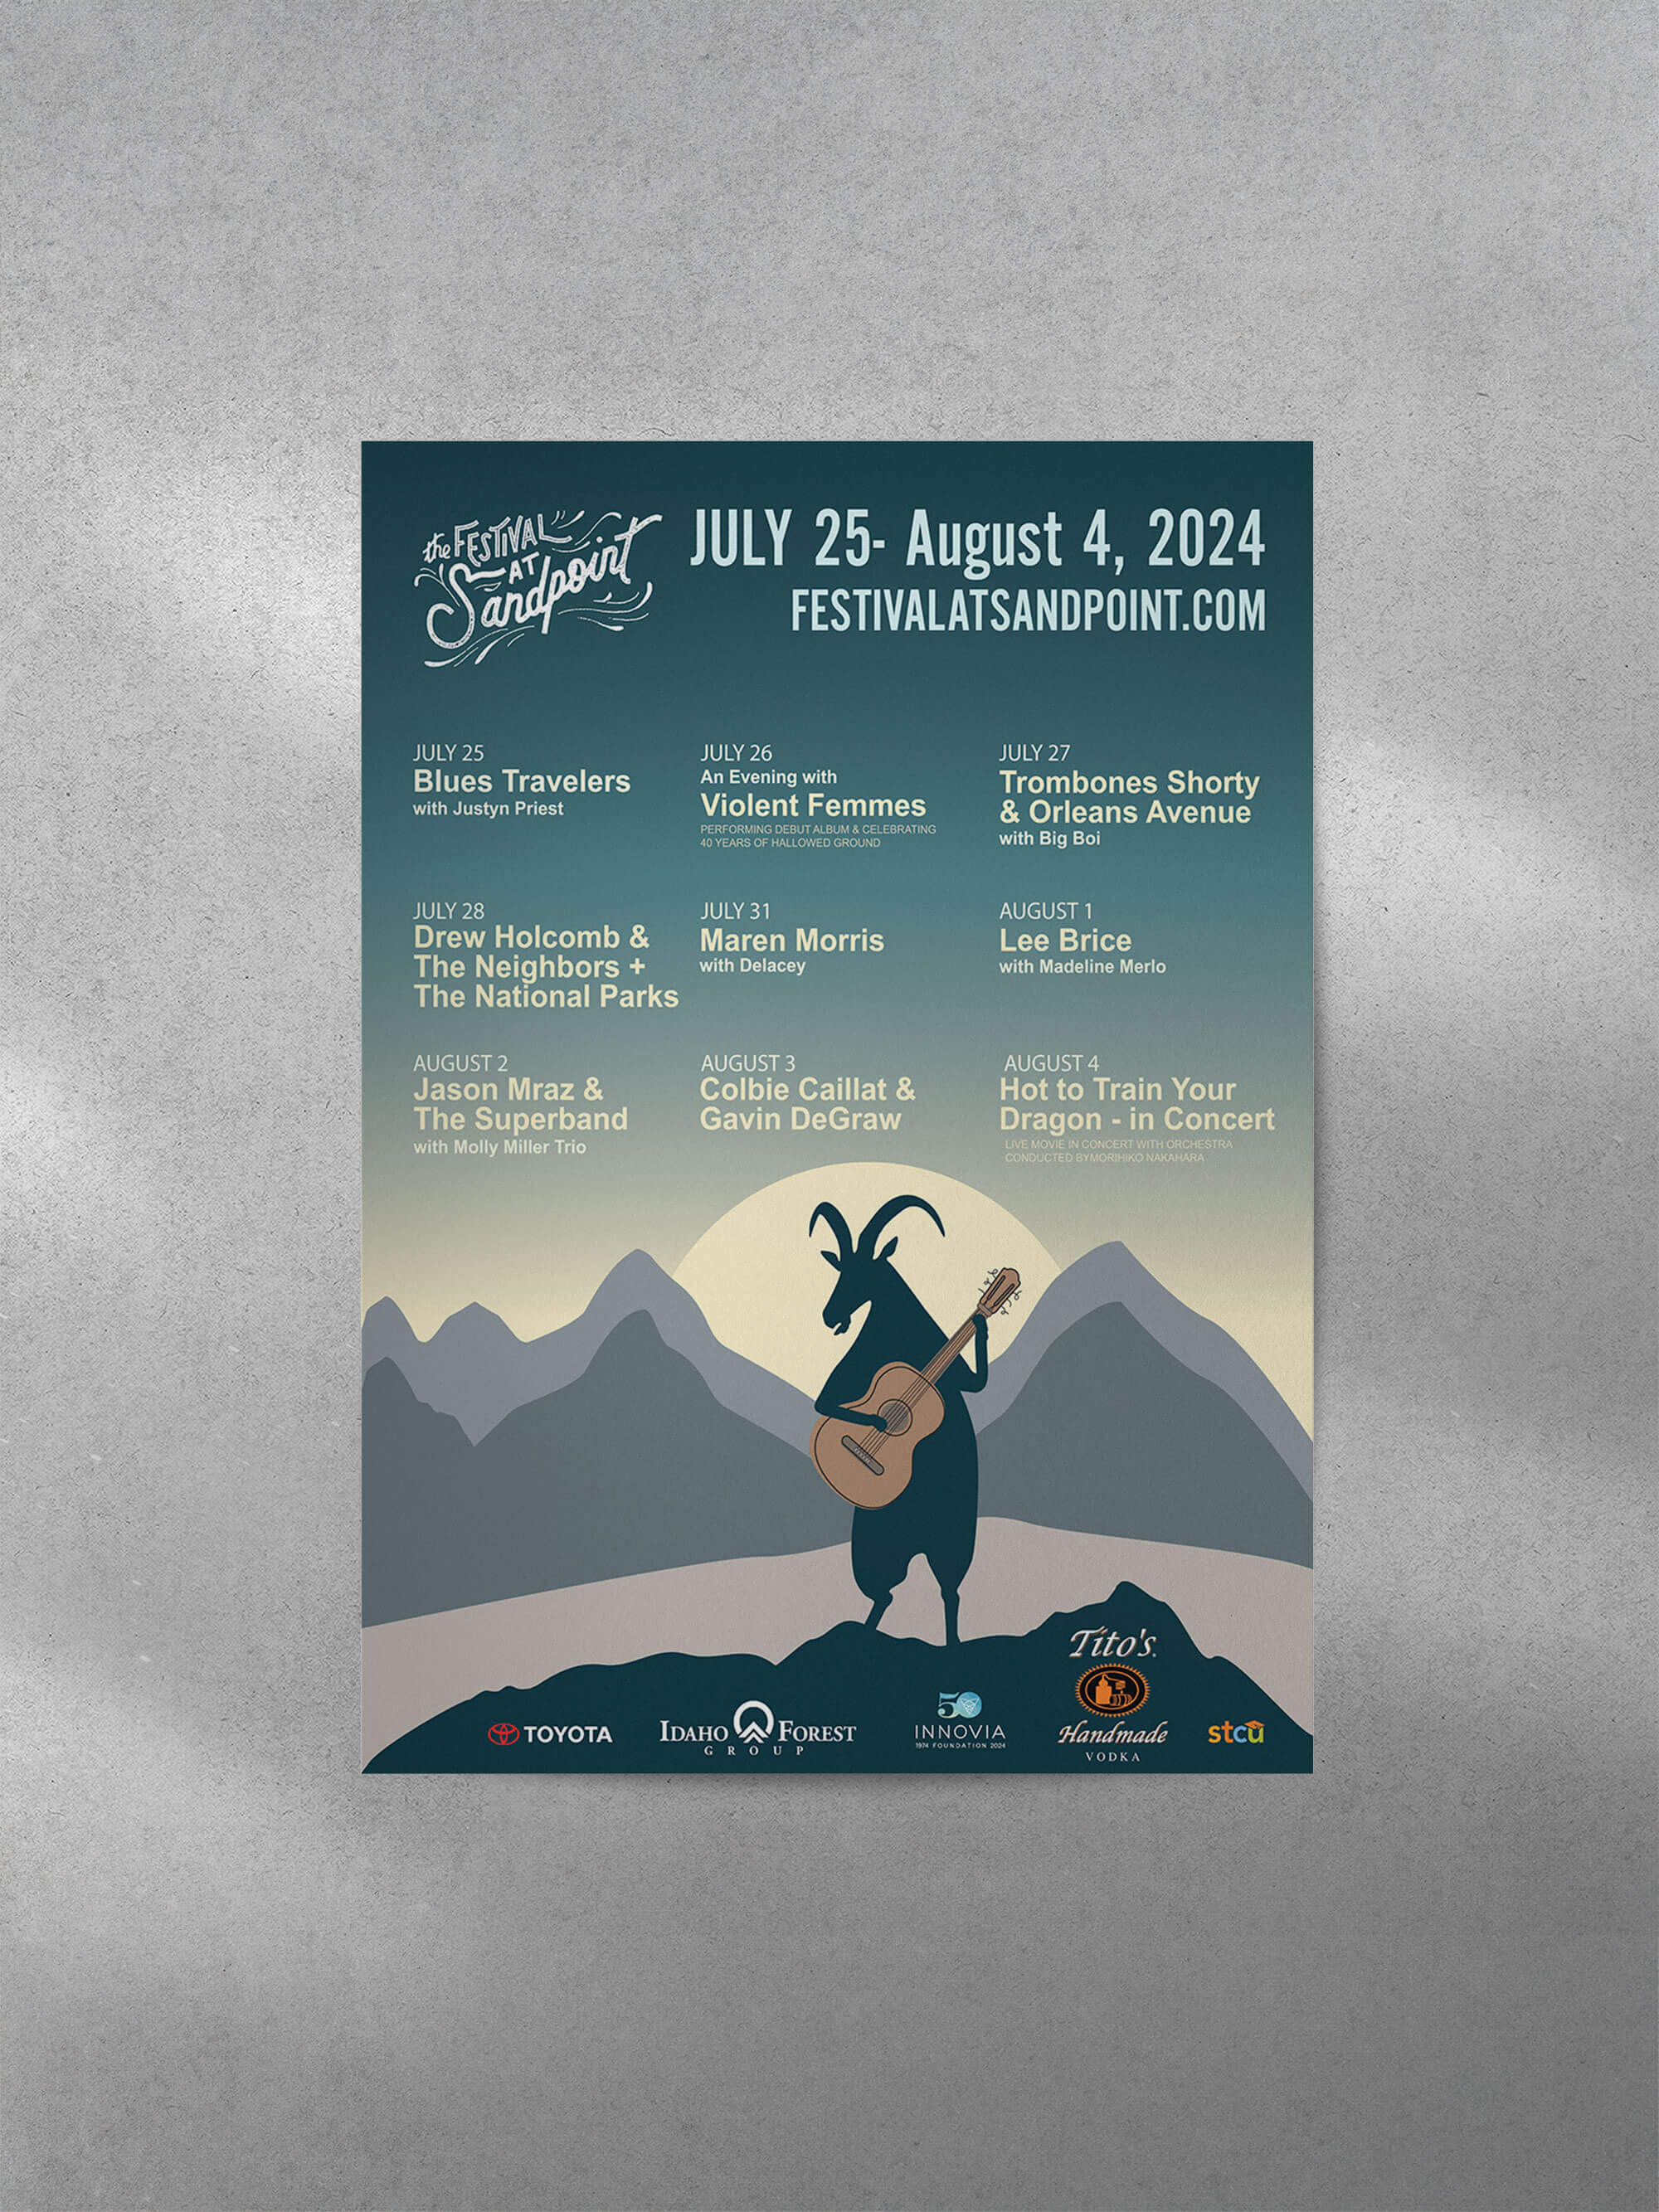 the FESTIVAL
AT
Sandpoint
JULY 25- August 4, 2024
FESTIVALATSANDPOINT.COM
JULY 25
Blues Travelers
with Justyn Priest
JULY 26
An Evening with
Violent Femmes
PERFORMING DEBUT ALBUM & CELEBRATING
40 YEARS OF HALLOWED GROUND
JULY 27
Trombones Shorty
& Orleans Avenue
with Big Boi
JULY 28
Drew Holcomb &
The Neighbors +
The National Parks
JULY 31
Maren Morris
with Delacey
AUGUST 1
Lee Brice
with Madeline Merlo
AUGUST 2
Jason Mraz &
The Superband
with Molly Miller Trio
AUGUST 3
Colbie Caillat &
Gavin DeGraw
AUGUST 4
Hot to Train Your
Dragon - in Concert
LIVE MOVIE IN CONCERT WITH ORCHESTRA
CONDUCTED BYMORIHIKO NAKAHARA
TOYOTA
IDAHO FOREST
GROUP
50
INNOVIA
1974 FOUNDATION 2024
Tito's
Handmade
VODKA
stcu